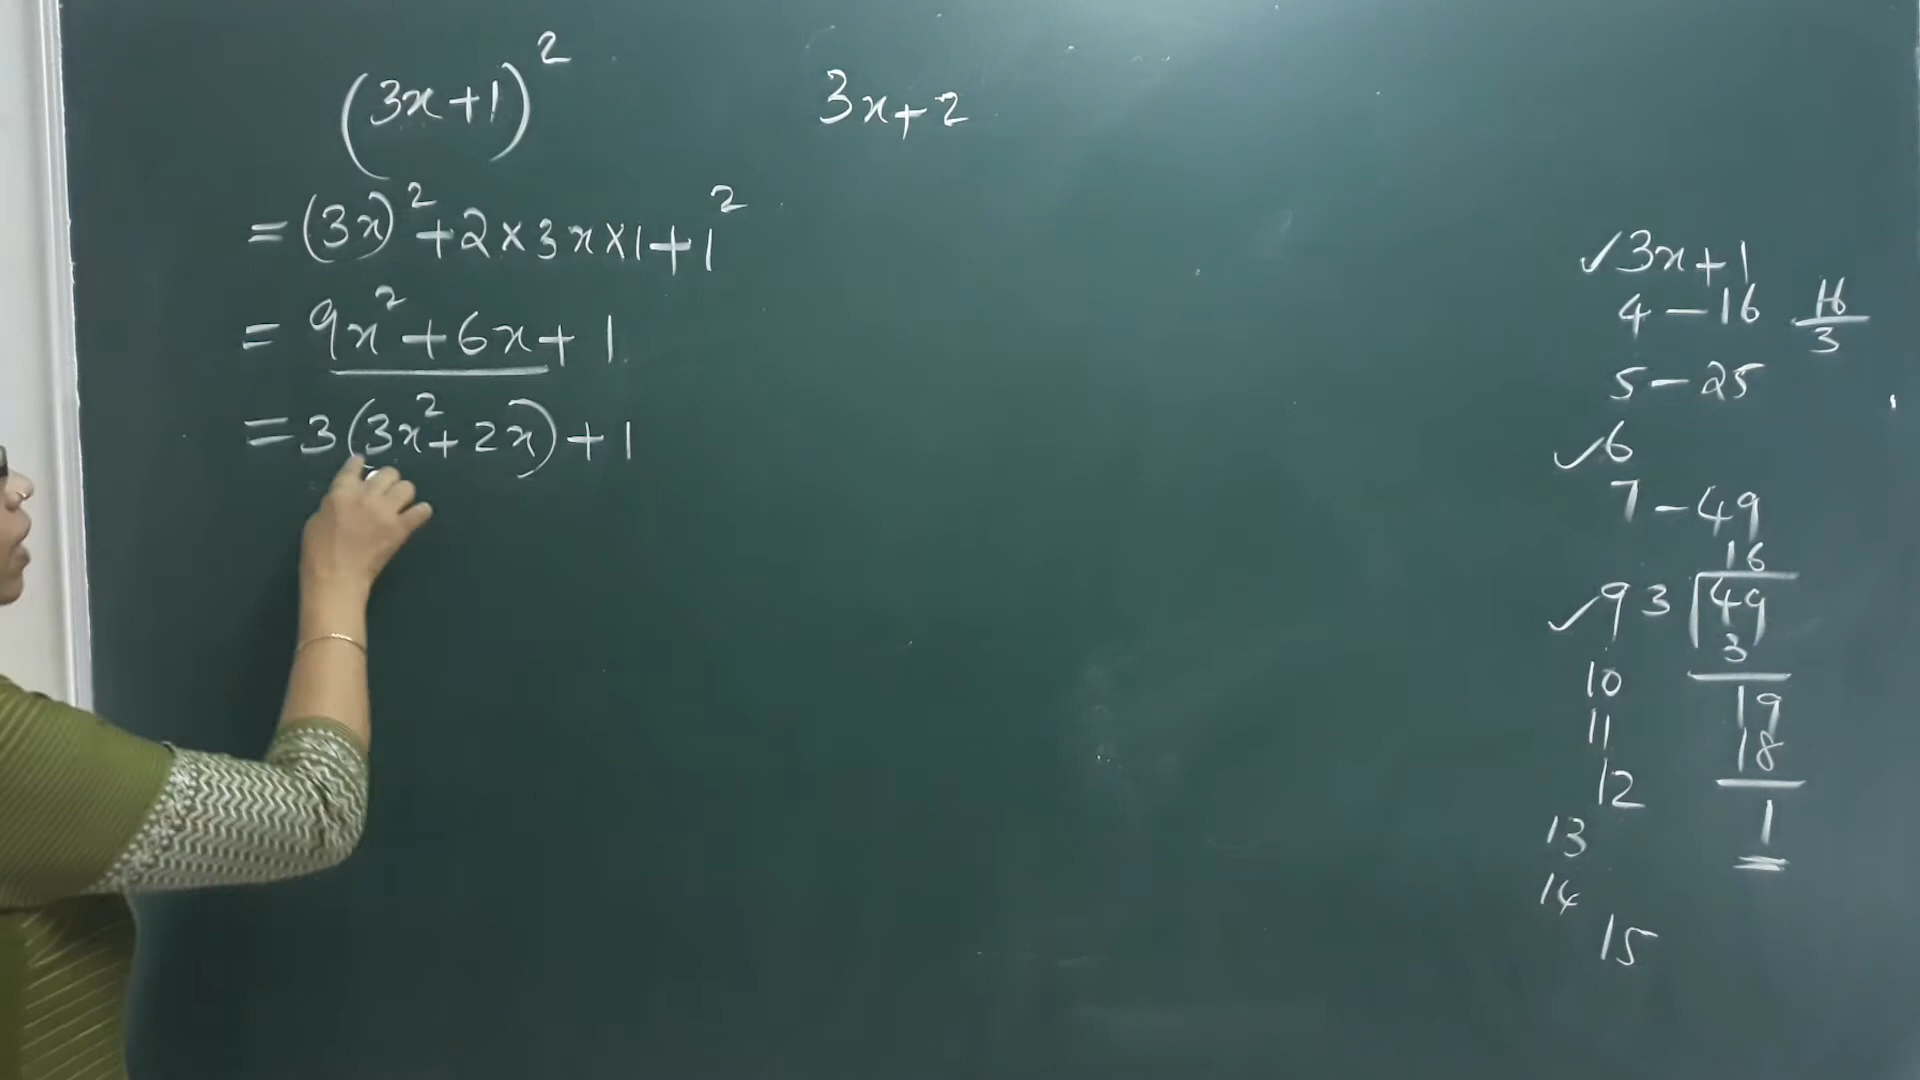 (3x+1)²
= (3x)² + 2×3x×1+1²
= 9x² + 6x + 1
= 3(3x² + 2x) + 1
3x+2
✓3x+1
4 – 16 16/3
5 – 25
✓6
7 – 49
16
✓9 3 49
3
10
19
11
18
12
1
13
14
15